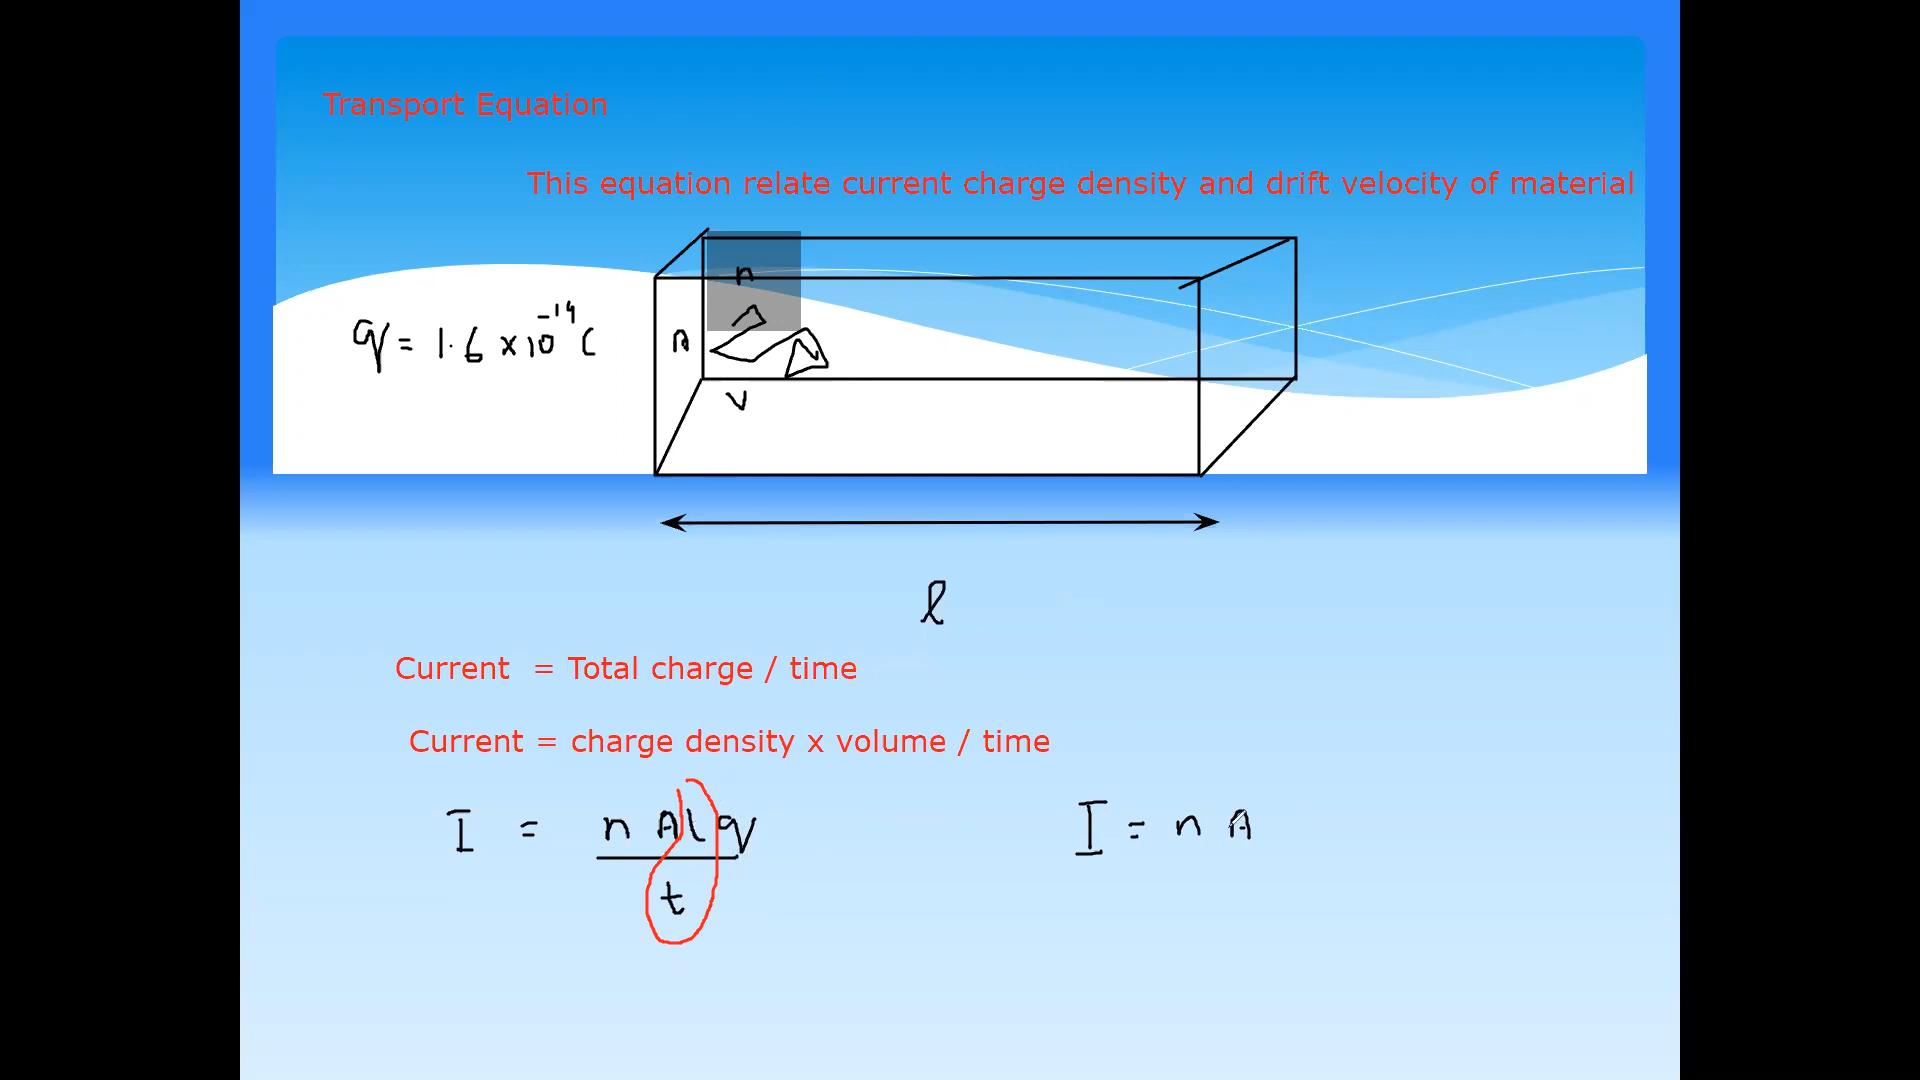 Transport Equation
This equation relate current charge density and drift velocity of material
n
q = 1.6 x 10⁻¹⁹ C
A
v
l
Current = Total charge / time
Current = charge density x volume / time
I = n A l q / t
I = n A